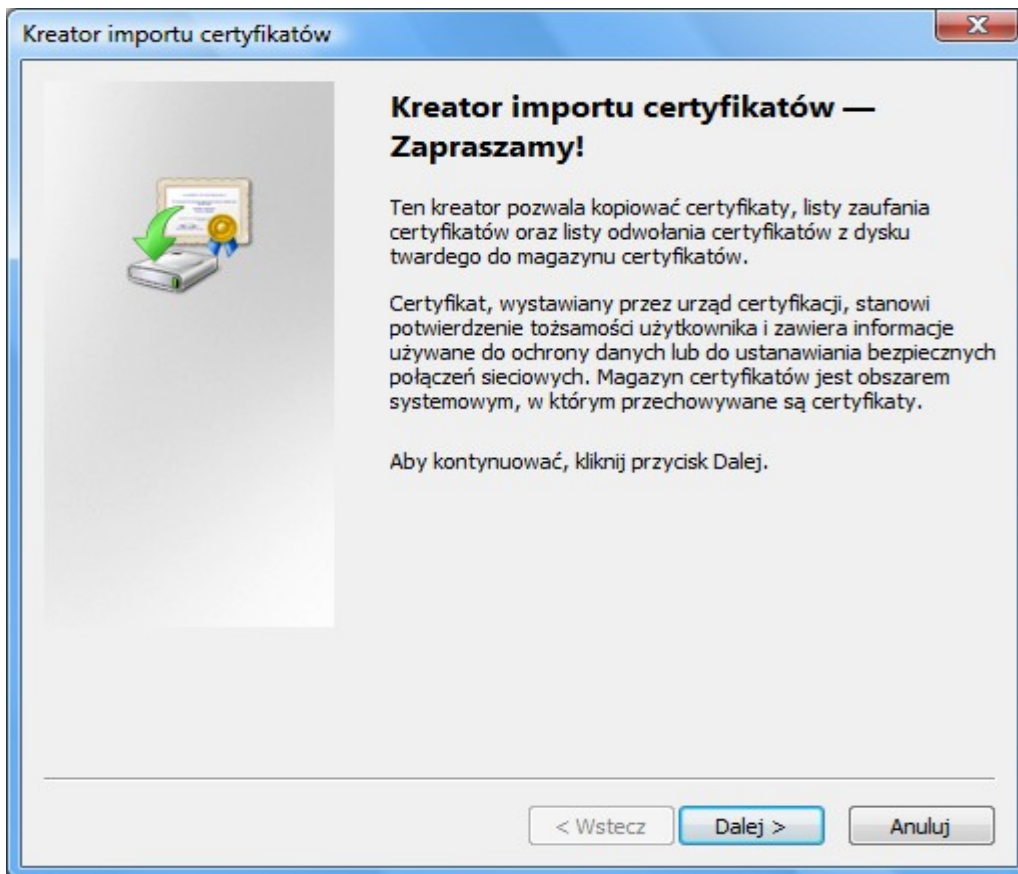 Kreator importu certyfikatów
Kreator importu certyfikatów —
Zapraszamy!
Ten kreator pozwala kopiować certyfikaty, listy zaufania
certyfikatów oraz listy odwołania certyfikatów z dysku
twardego do magazynu certyfikatów.
Certyfikat, wystawiany przez urząd certyfikacji, stanowi
potwierdzenie tożsamości użytkownika i zawiera informacje
używane do ochrony danych lub do ustanawiania bezpiecznych
połączeń sieciowych. Magazyn certyfikatów jest obszarem
systemowym, w którym przechowywane są certyfikaty.
Aby kontynuować, kliknij przycisk Dalej.
< Wstecz
Dalej >
Anuluj